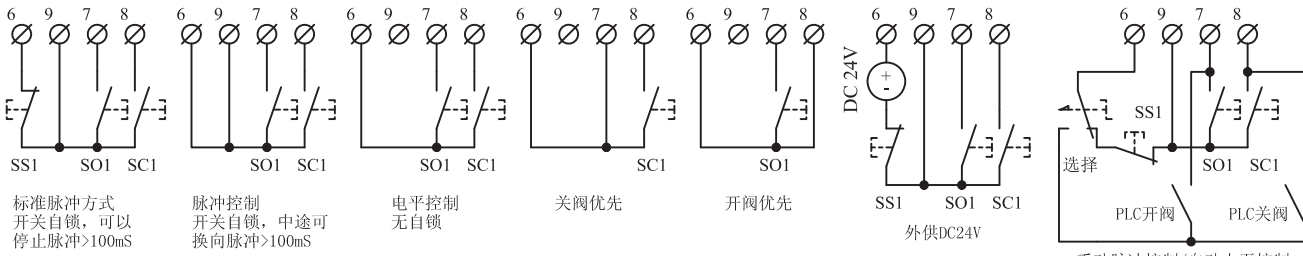 6 9 7 8
SS1 SO1 SC1
标准脉冲方式
开关自锁，可以
停止脉冲>100mS
6 9 7 8
SO1 SC1
脉冲控制
开关自锁，中途可
换向脉冲>100mS
6 9 7 8
SO1 SC1
电平控制
无自锁
6 9 7 8
SC1
关阀优先
6 9 7 8
SO1
开阀优先
6 9 7 8
DC 24V
+
-
SS1 SO1 SC1
外供DC24V
6 9 7 8
SS1
选择 SO1 SC1
PLC开阀 PLC关阀